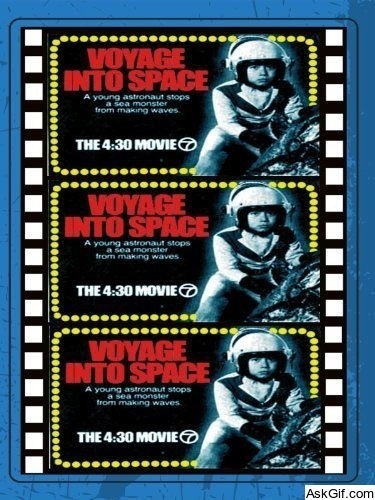 VOYAGE
INTO SPACE
A young astronaut stops
a sea monster
from making waves.
THE 4:30 MOVIE 7
VOYAGE
INTO SPACE
A young astronaut stops
a sea monster
from making waves.
THE 4:30 MOVIE 7
VOYAGE
INTO SPACE
A young astronaut stops
a sea monster
from making waves.
THE 4:30 MOVIE 7
AskGif.com